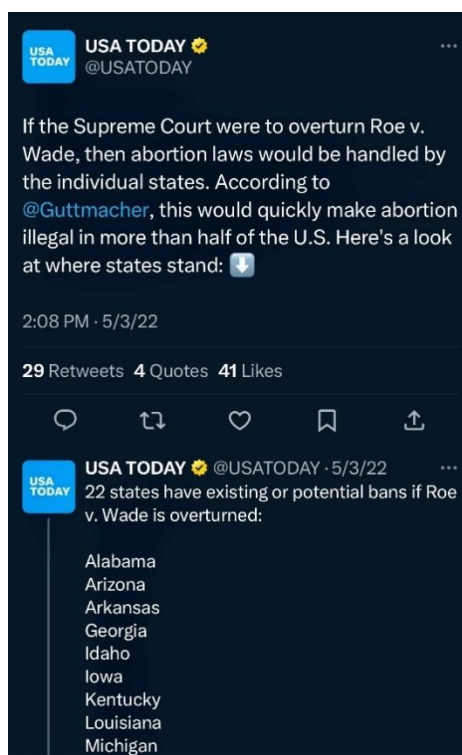 USA TODAY
USA TODAY
@USATODAY
If the Supreme Court were to overturn Roe v.
Wade, then abortion laws would be handled by
the individual states. According to
@Guttmacher, this would quickly make abortion
illegal in more than half of the U.S. Here's a look
at where states stand: ⬇️
2:08 PM · 5/3/22
29 Retweets 4 Quotes 41 Likes
USA TODAY
USA TODAY @USATODAY · 5/3/22
22 states have existing or potential bans if Roe
v. Wade is overturned:
Alabama
Arizona
Arkansas
Georgia
Idaho
Iowa
Kentucky
Louisiana
Michigan